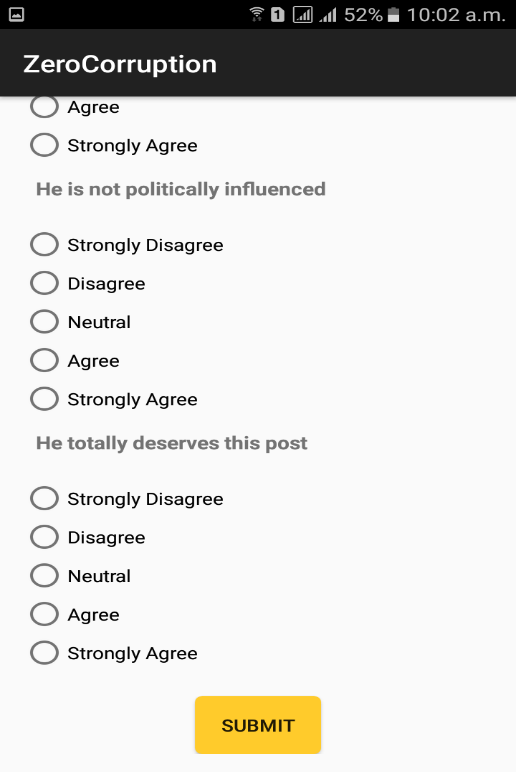 1 52% 10:02 a.m.
ZeroCorruption
Agree
Strongly Agree
He is not politically influenced
Strongly Disagree
Disagree
Neutral
Agree
Strongly Agree
He totally deserves this post
Strongly Disagree
Disagree
Neutral
Agree
Strongly Agree
SUBMIT